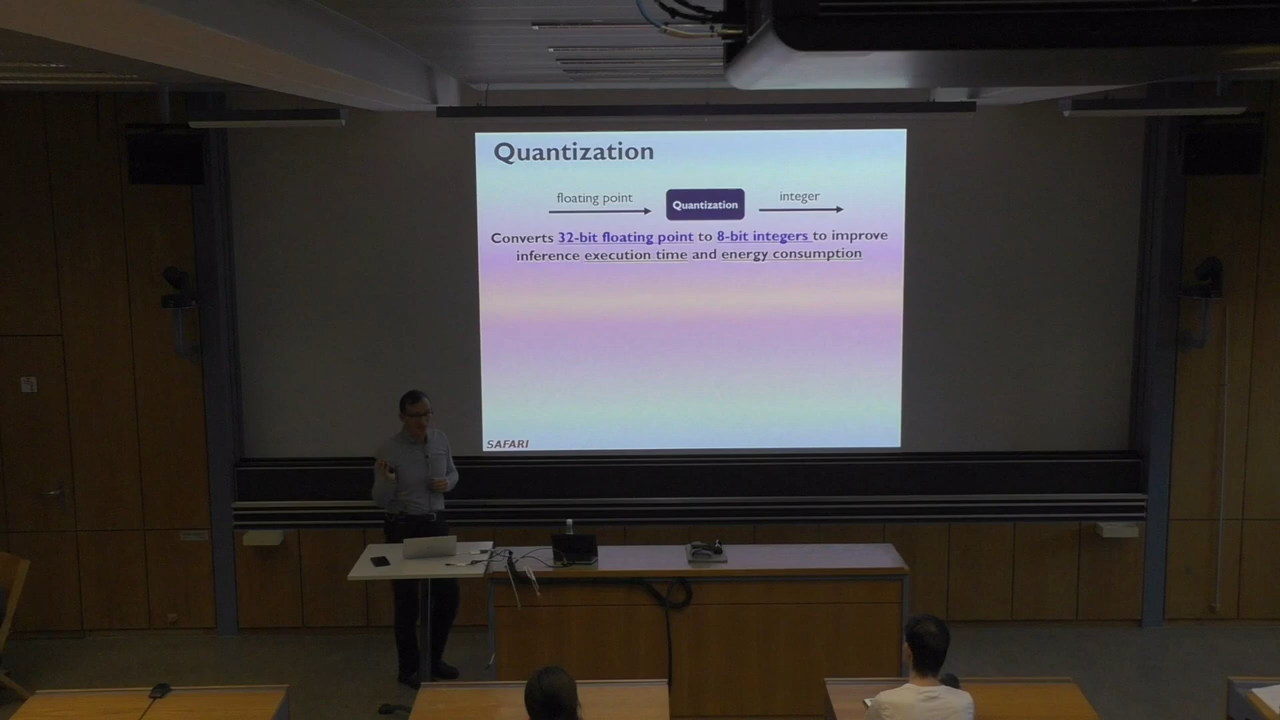 Quantization
floating point
Quantization
integer
Converts 32-bit floating point to 8-bit integers to improve
inference execution time and energy consumption
SAFARI